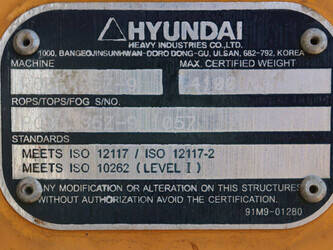 HYUNDAI
HEAVY INDUSTRIES CO.,LTD.
1000, BANGEOJINSUNHWAN-DORO DONG-GU, ULSAN, 682-792, KOREA
MACHINE MAX. CERTIFIED WEIGHT
ROPS/TOPS/FOG S/NO.
STANDARDS
MEETS ISO 12117 / ISO 12117-2
MEETS ISO 10262 (LEVEL I)
ANY MODIFICATION OR ALTERATION ON THIS STRUCTURES
WITHOUT AUTHORIZATION AVOID THE CERTIFICATION.
91M9-01280